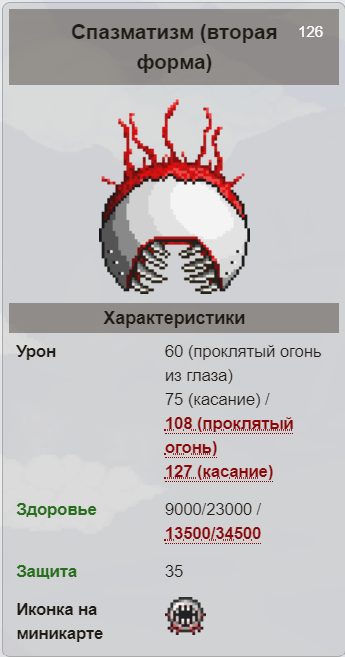 Спазматизм (вторая
126
форма)
Характеристики
Урон
60 (проклятый огонь
из глаза)
75 (касание) /
108 (проклятый
огонь)
127 (касание)
Здоровье
9000/23000 /
13500/34500
Защита
35
Иконка на
миникарте